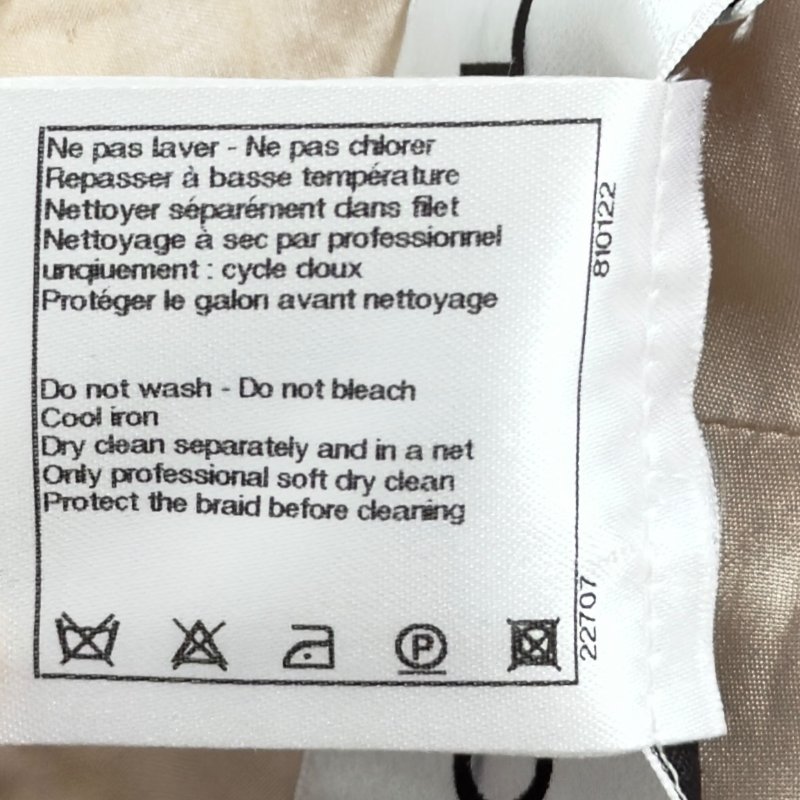 Ne pas laver - Ne pas chlorer
Repasser à basse température
Nettoyer séparément dans filet
Nettoyage à sec par professionnel
unqiuement : cycle doux
Protéger le galon avant nettoyage
Do not wash - Do not bleach
Cool iron
Dry clean separately and in a net
Only professional soft dry clean
Protect the braid before cleaning
P
810122
22707